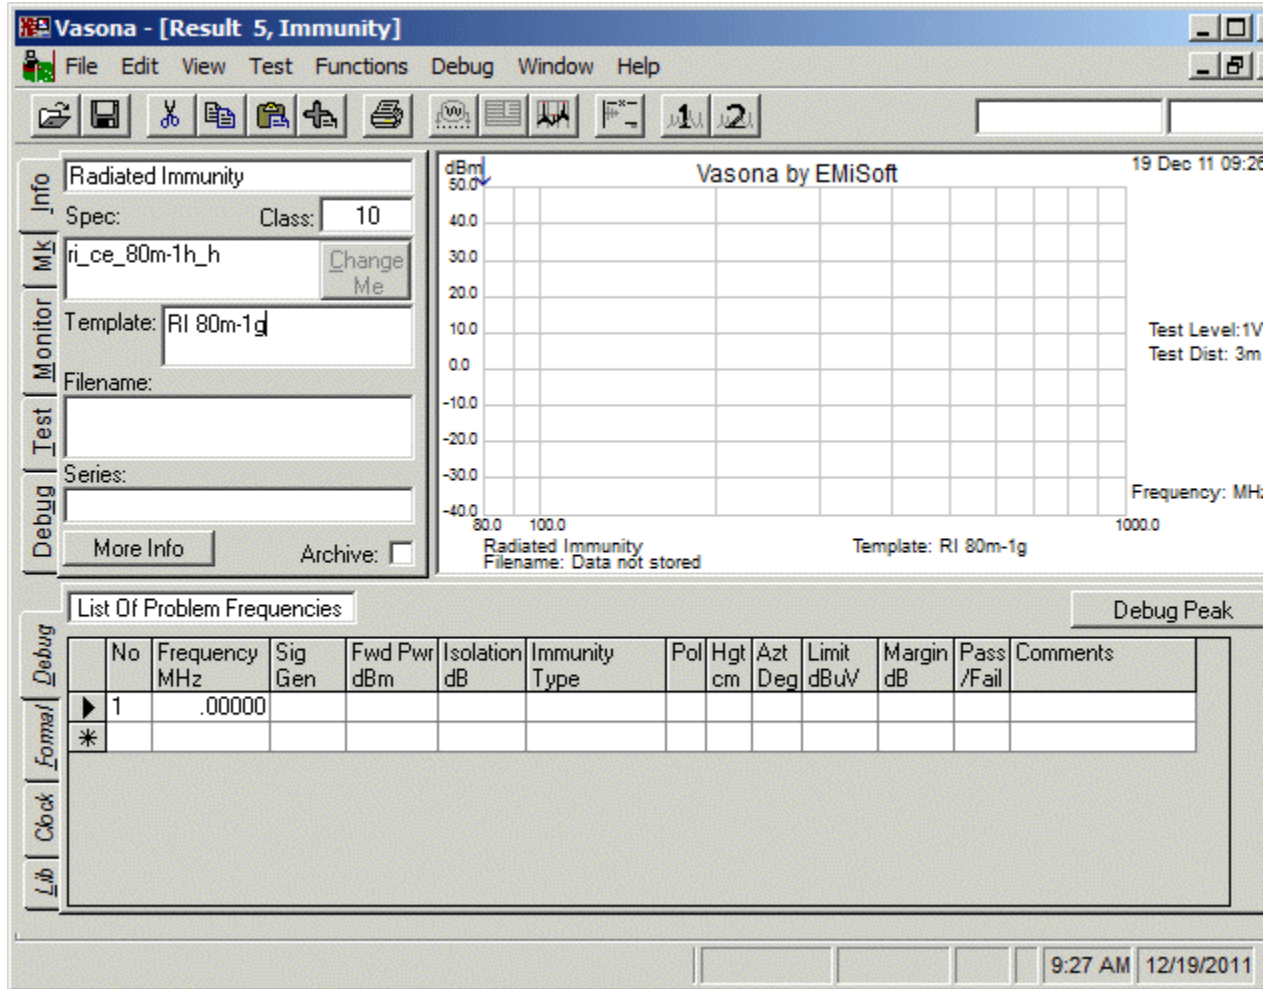 Vasona - [Result 5, Immunity]
File Edit View Test Functions Debug Window Help
1 2
Info
Mk
Monitor
Test
Debug
Radiated Immunity
Spec: Class: 10
ri_ce_80m-1h_h
Change Me
Template: RI 80m-1g
Filename:
Series:
More Info Archive:
dBm Vasona by EMiSoft 19 Dec 11 09:26
50.0
40.0
30.0
20.0
10.0
0.0
-10.0
-20.0
-30.0
-40.0
Test Level:1V
Test Dist: 3m
Frequency: MHz
80.0 100.0 1000.0
Radiated Immunity Template: RI 80m-1g
Filename: Data not stored
Debug
Formal
Clock
Lib
List Of Problem Frequencies Debug Peak
No Frequency MHz Sig Gen Fwd Pwr dBm Isolation dB Immunity Type Pol Hgt cm Azt Deg Limit dBuV Margin dB Pass /Fail Comments
1 .00000
9:27 AM 12/19/2011